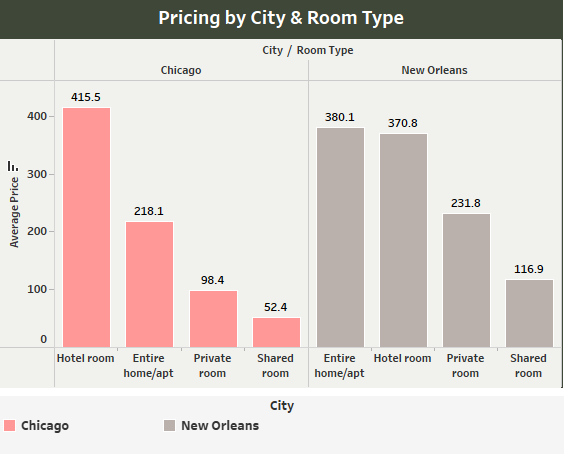 Pricing by City & Room Type
City / Room Type
Chicago
New Orleans
Average Price
400
300
200
100
0
415.5
218.1
98.4
52.4
380.1
370.8
231.8
116.9
Hotel room
Entire
home/apt
Private
room
Shared
room
Entire
home/apt
Hotel room
Private
room
Shared
room
City
Chicago
New Orleans